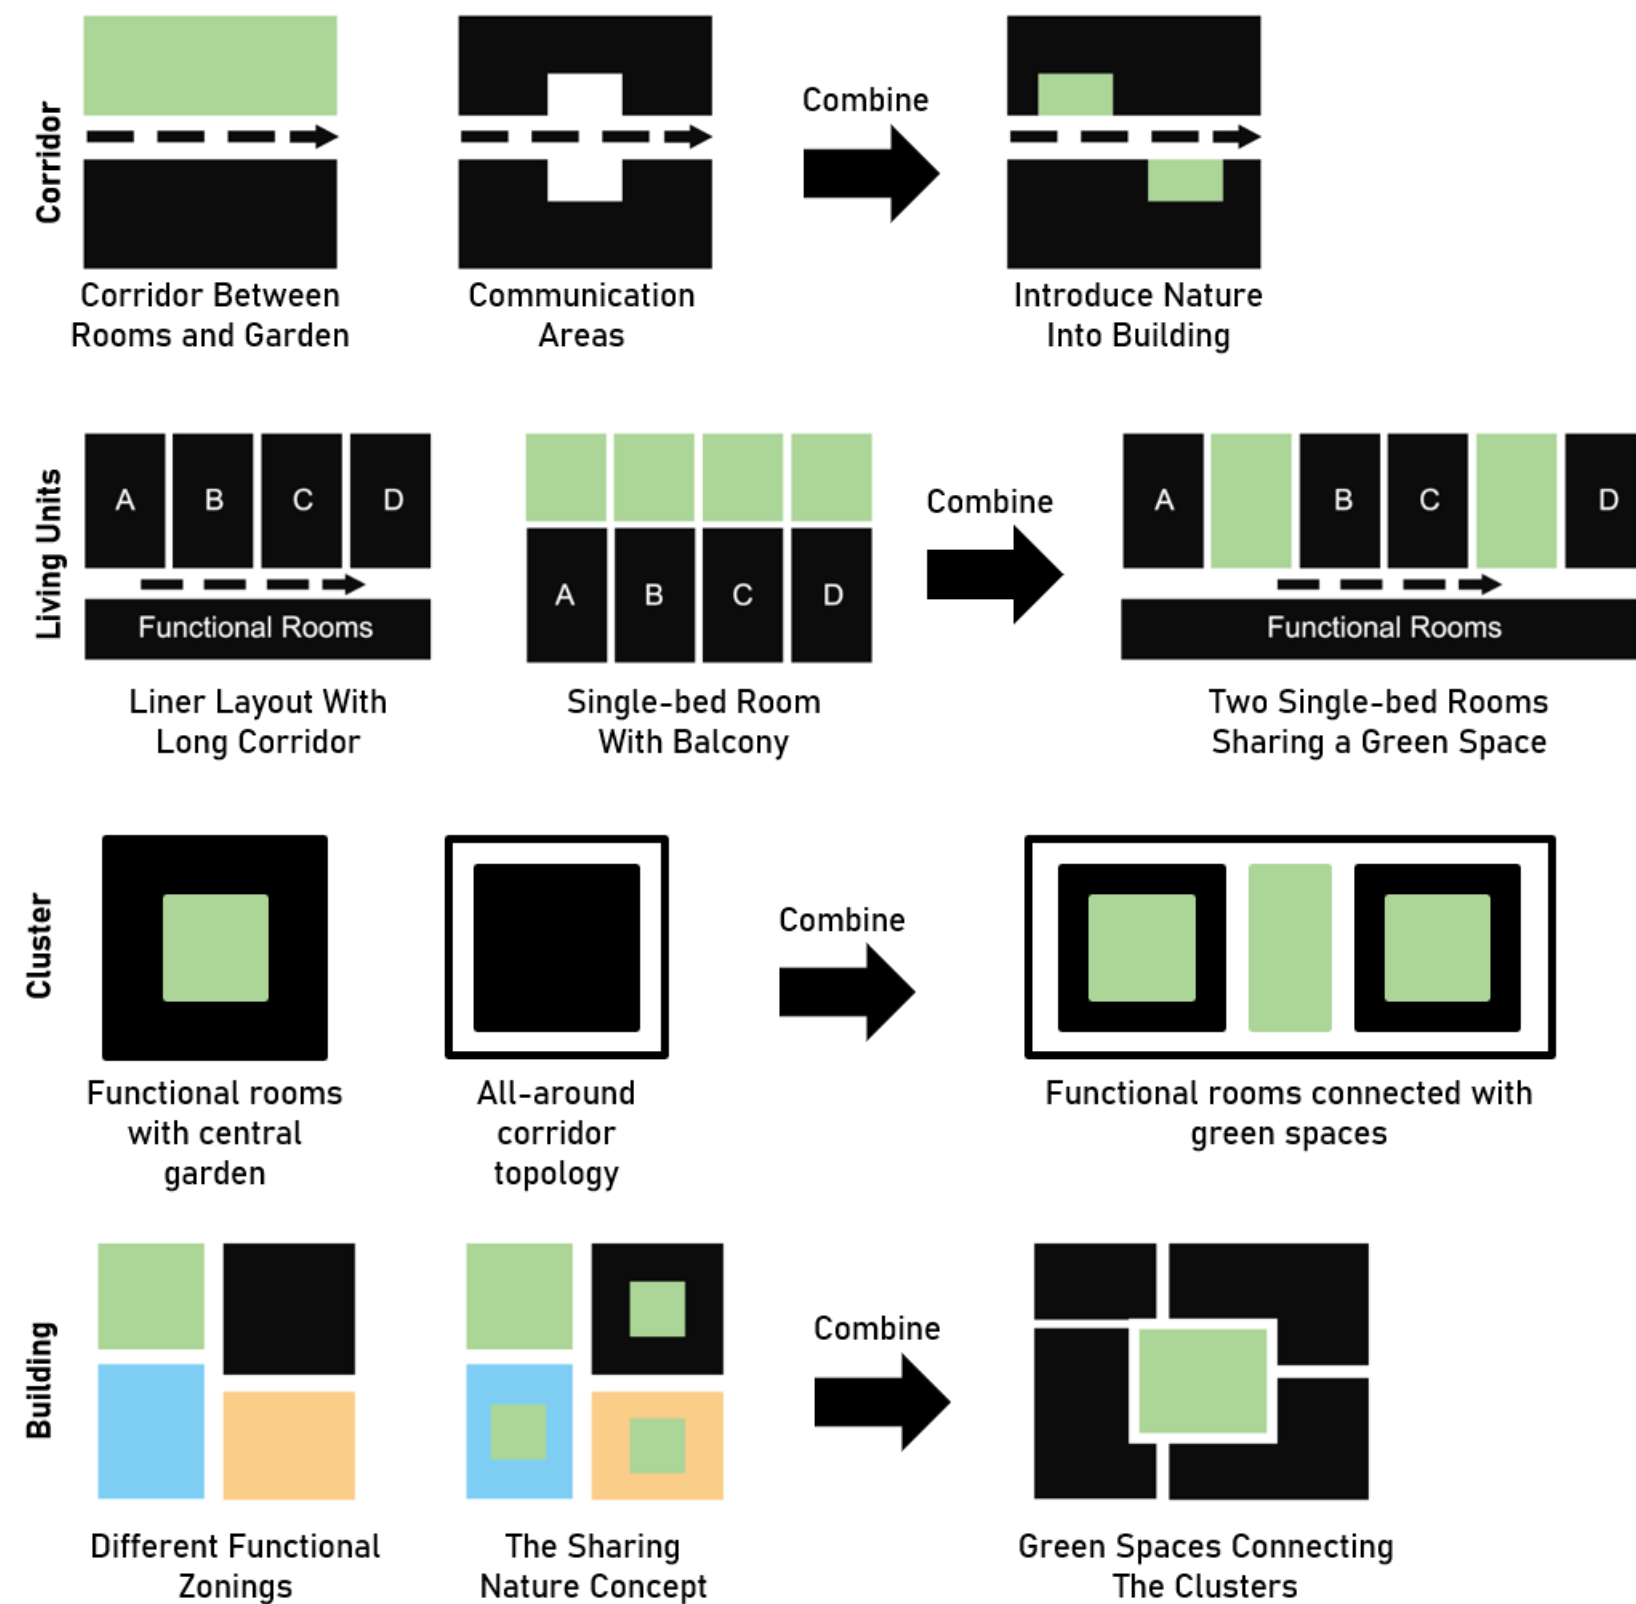 Corridor
Combine
Corridor Between
Rooms and Garden
Communication
Areas
Introduce Nature
Into Building
Living Units
A B C D
Functional Rooms
Liner Layout With
Long Corridor
A B C D
Single-bed Room
With Balcony
Combine
A B C D
Functional Rooms
Two Single-bed Rooms
Sharing a Green Space
Cluster
Combine
Functional rooms
with central
garden
All-around
corridor
topology
Functional rooms connected with
green spaces
Building
Combine
Different Functional
Zonings
The Sharing
Nature Concept
Green Spaces Connecting
The Clusters